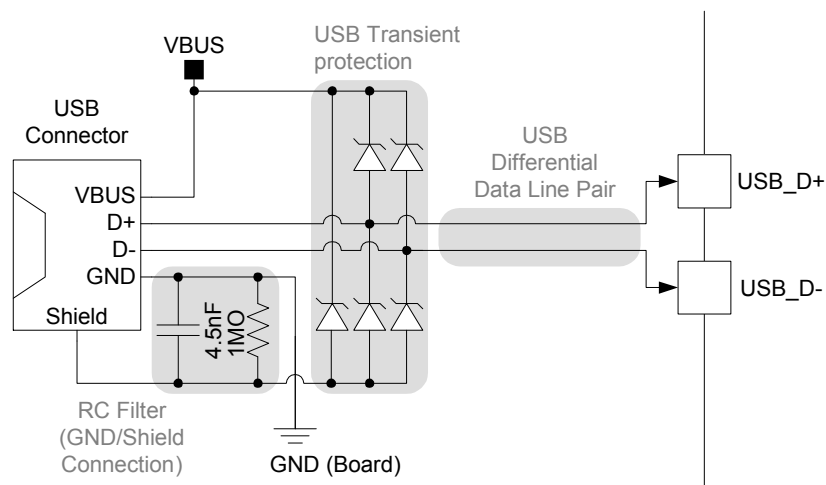 USB Transient
protection
VBUS
USB
Connector
VBUS
D+
D-
GND
Shield
4.5nF
1MO
USB
Differential
Data Line Pair
USB_D+
USB_D-
RC Filter
(GND/Shield
Connection)
GND (Board)